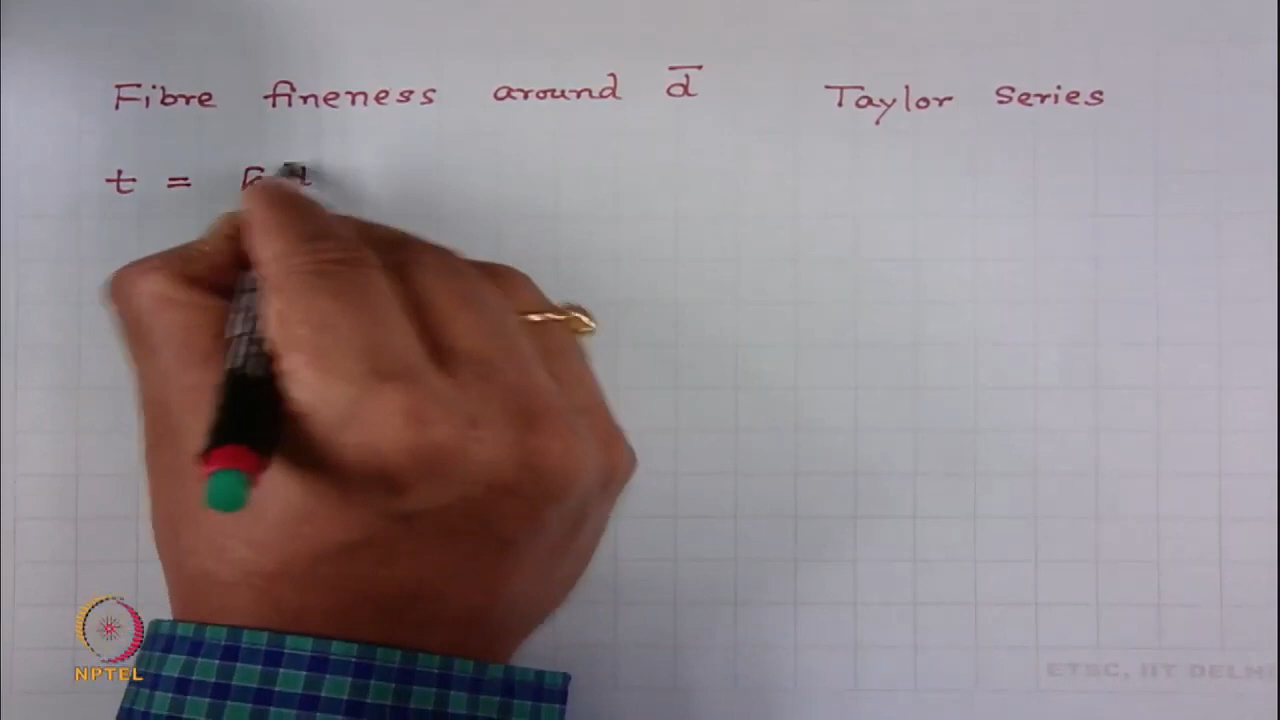 Fibre fineness around d̅ Taylor Series
t =
NPTEL
ETSC, IIT DELHI